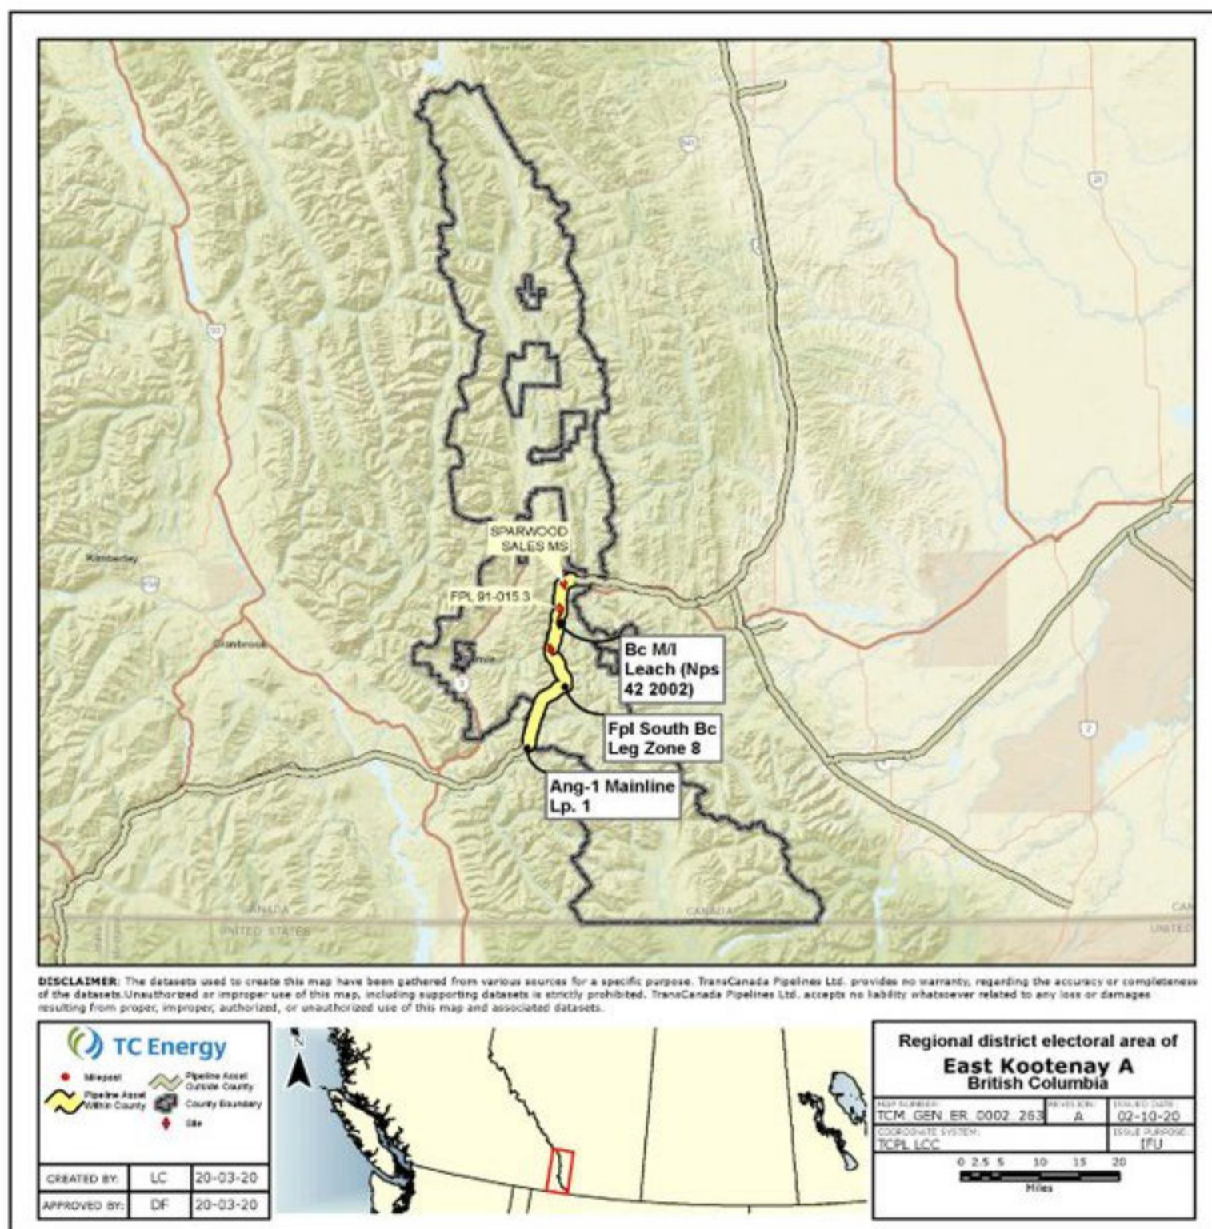 SPARWOOD
SALES MS
Kimberley
FPL 91-015.3
Cranbrook
Bc M/l
Leach (Nps
42 2002)
3
Fpl South Bc
Leg Zone 8
2
Ang-1 Mainline
Lp. 1
CANADA
UNITED STATES
CANADA
DISCLAIMER: The datasets used to create this map have been gathered from various sources for a specific purpose. TransCanada Pipelines Ltd. provides no warranty, regarding the accuracy or completeness
of the datasets.Unauthorized or improper use of this map, including supporting datasets is strictly prohibited. TransCanada Pipelines Ltd. accepts no liability whatsoever related to any loss or damages
resulting from proper, improper, authorized, or unauthorized use of this map and associated datasets.
TC Energy
Milepost
Pipeline Asset
Within County
Pipeline Asset
Outside County
County Boundary
Site
CREATED BY: LC 20-03-20
APPROVED BY: DF 20-03-20
N
Regional district electoral area of
East Kootenay A
British Columbia
MAP NUMBER: REVISION: ISSUED DATE:
TCM_GEN_ER_0002_263 A 02-10-20
COORDINATE SYSTEM: ISSUE PURPOSE:
TCPL LCC IFU
0 2.5 5 10 15 20
Miles